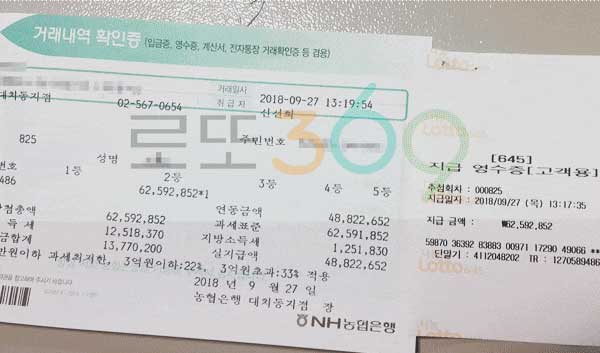 거래내역 확인증 (입금증, 영수증, 계산서, 전자통장 거래확인증 등 겸용)
거래일시 2018-09-27 13:19:54
대치동지점 02-567-0654 취급자 신선희
로또369
825 주민번호
번호 성명
1등 2등 3등 4등 5등
486 62,592,852*1
당첨총액 62,592,852 연동금액 48,822,652
소득세 12,518,370 과세표준 62,591,852
세금합계 13,770,200 지방소득세 1,251,830
실지급액 48,822,652
만원이하 과세최저한, 3억원이하:22%, 3억원초과:33% 적용
2018 년 9 월 27 일
농협은행 대치동지점 장
NH농협은행
Lotto
[645]
지급 영수증[고객용]
추첨회차 : 000825
지급일자 : 2018/09/27 (목) 13:17:35
지급 금액 : ₩62,592,852
59870 36392 83883 00971 17290 49066 **
단말기 : 4112048202 TR : 1270589486
Lotto